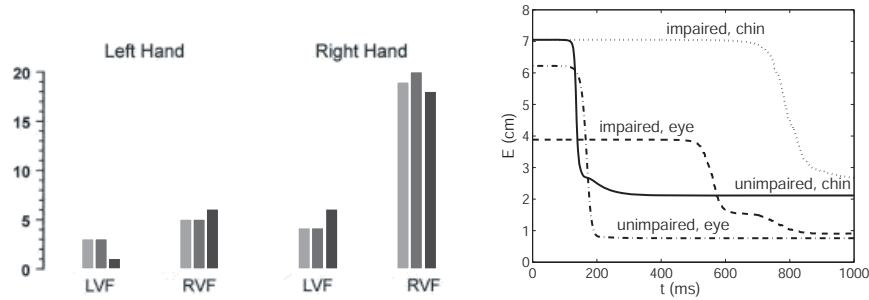 Left Hand
Right Hand
20
15
10
5
0
LVF
RVF
LVF
RVF
8
7
6
5
4
3
2
1
0
E (cm)
impaired, chin
impaired, eye
unimpaired, chin
unimpaired, eye
0
200
400
600
800
1000
t (ms)